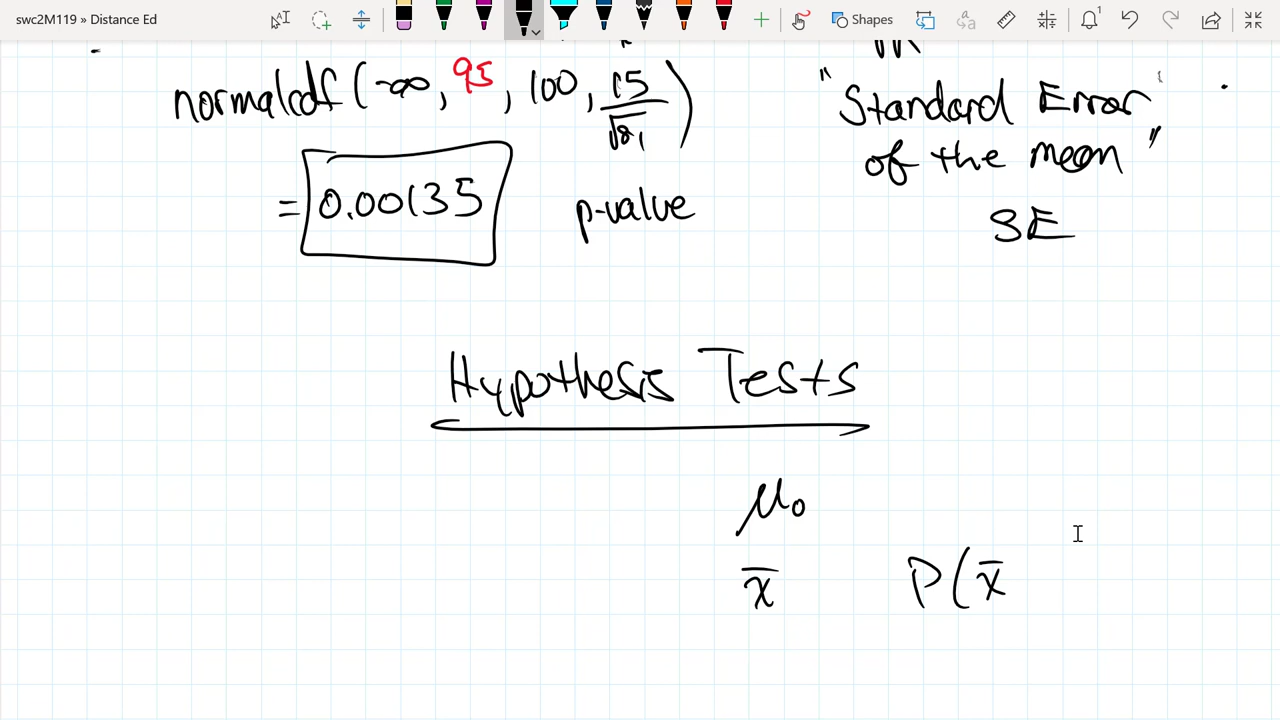 swc2M119 » Distance Ed
Shapes
normalcdf(-∞, 95, 100, 15/√81)
= 0.00135 p-value
"Standard Error
of the mean"
SE
Hypothesis Tests
μ₀
x̄ P(x̄